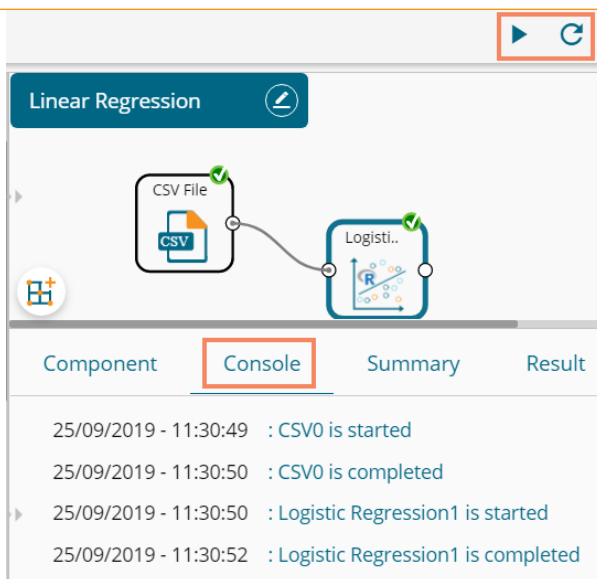 Linear Regression
CSV File
CSV
Logisti..
R
Component Console Summary Result
25/09/2019 - 11:30:49 : CSV0 is started
25/09/2019 - 11:30:50 : CSV0 is completed
25/09/2019 - 11:30:50 : Logistic Regression1 is started
25/09/2019 - 11:30:52 : Logistic Regression1 is completed